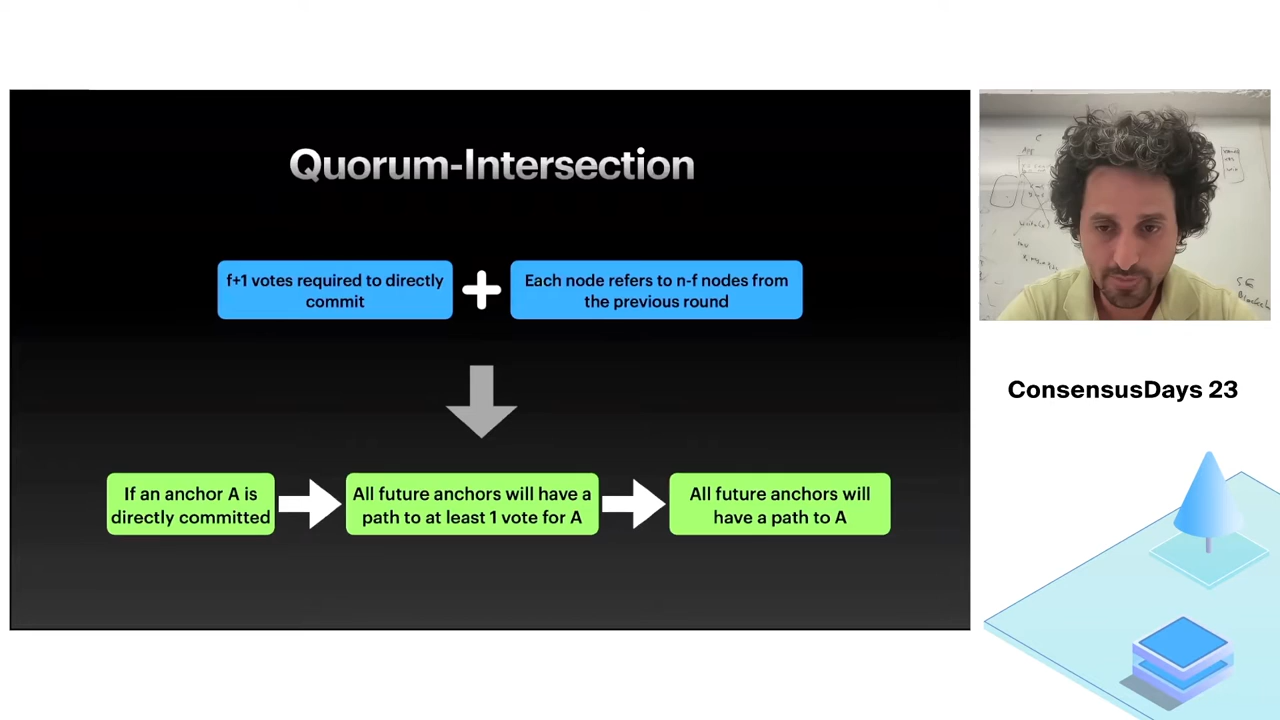 Quorum-Intersection
f+1 votes required to directly
commit
Each node refers to n-f nodes from
the previous round
If an anchor A is
directly committed
All future anchors will have a
path to at least 1 vote for A
All future anchors will
have a path to A
ConsensusDays 23